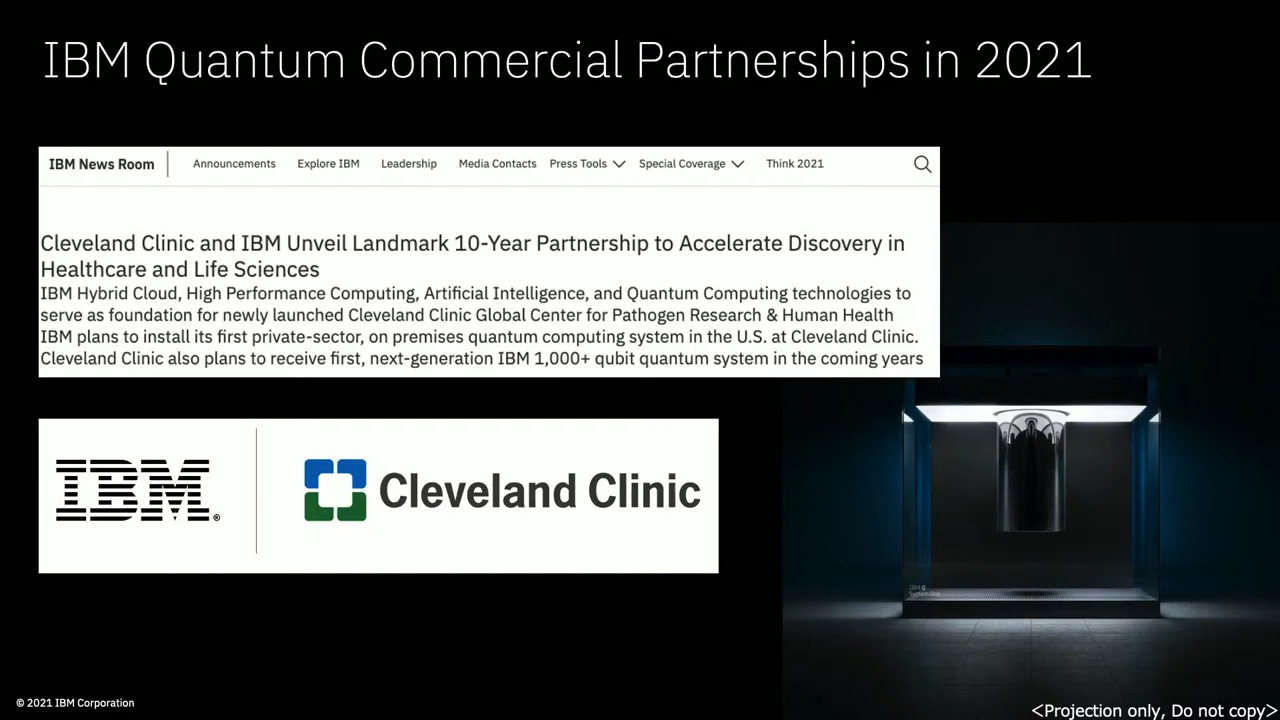 IBM Quantum Commercial Partnerships in 2021
IBM News Room Announcements Explore IBM Leadership Media Contacts Press Tools Special Coverage Think 2021
Cleveland Clinic and IBM Unveil Landmark 10-Year Partnership to Accelerate Discovery in
Healthcare and Life Sciences
IBM Hybrid Cloud, High Performance Computing, Artificial Intelligence, and Quantum Computing technologies to
serve as foundation for newly launched Cleveland Clinic Global Center for Pathogen Research & Human Health
IBM plans to install its first private-sector, on premises quantum computing system in the U.S. at Cleveland Clinic.
Cleveland Clinic also plans to receive first, next-generation IBM 1,000+ qubit quantum system in the coming years
IBM® Cleveland Clinic
IBM Q
System One
© 2021 IBM Corporation
<Projection only, Do not copy>